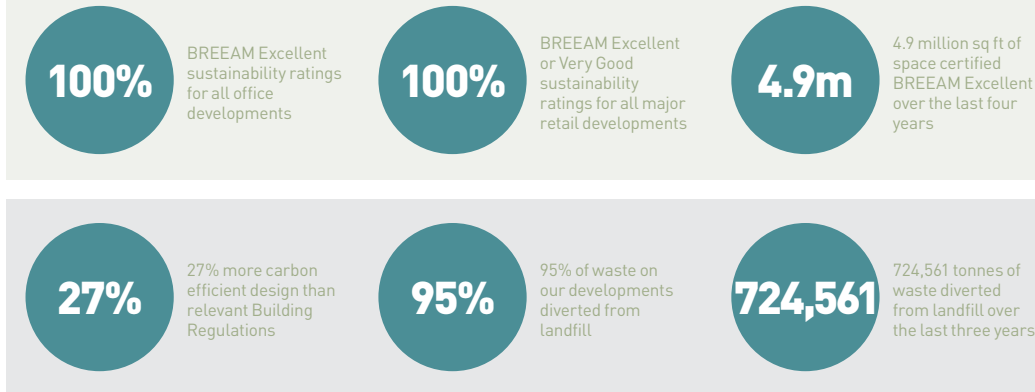 100%
BREEAM Excellent
sustainability ratings
for all office
developments
100%
BREEAM Excellent
or Very Good
sustainability
ratings for all major
retail developments
4.9m
4.9 million sq ft of
space certified
BREEAM Excellent
over the last four
years
27%
27% more carbon
efficient design than
relevant Building
Regulations
95%
95% of waste on
our developments
diverted from
landfill
724,561
724,561 tonnes of
waste diverted
from landfill over
the last three years